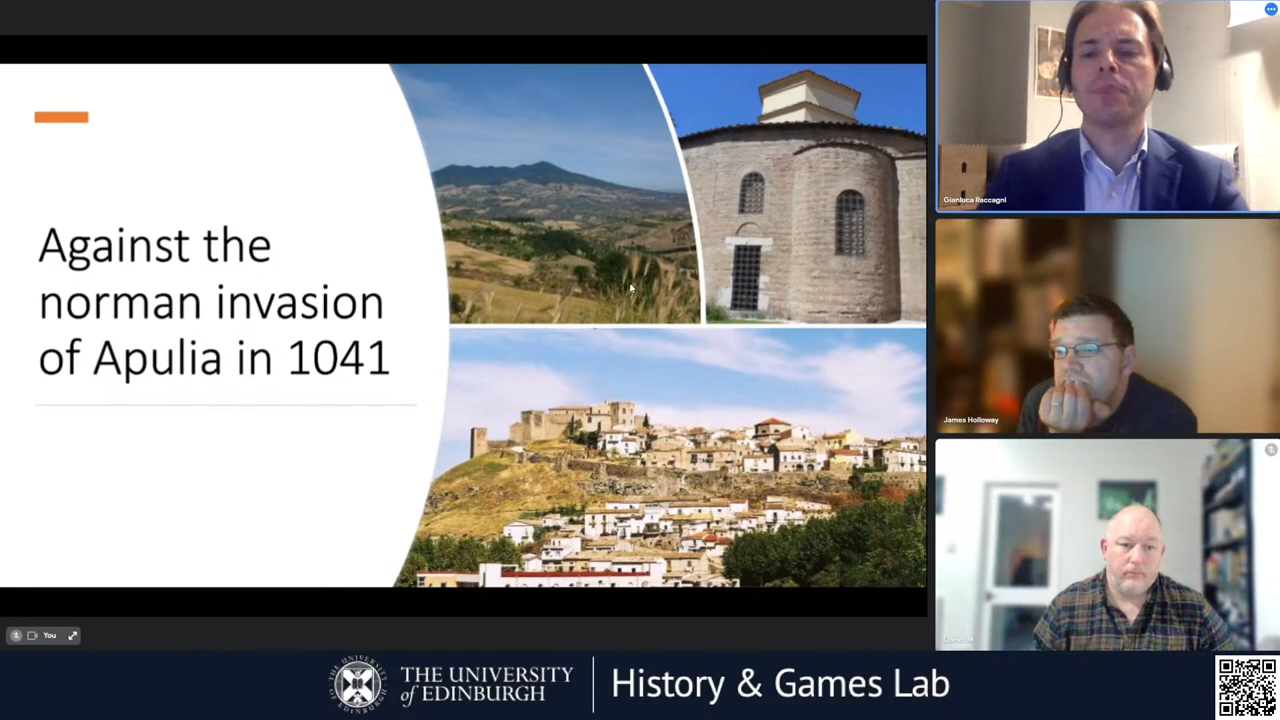 Against the
norman invasion
of Apulia in 1041
Gianluca Raccagni
James Holloway
You
THE UNIVERSITY
of EDINBURGH
History & Games Lab